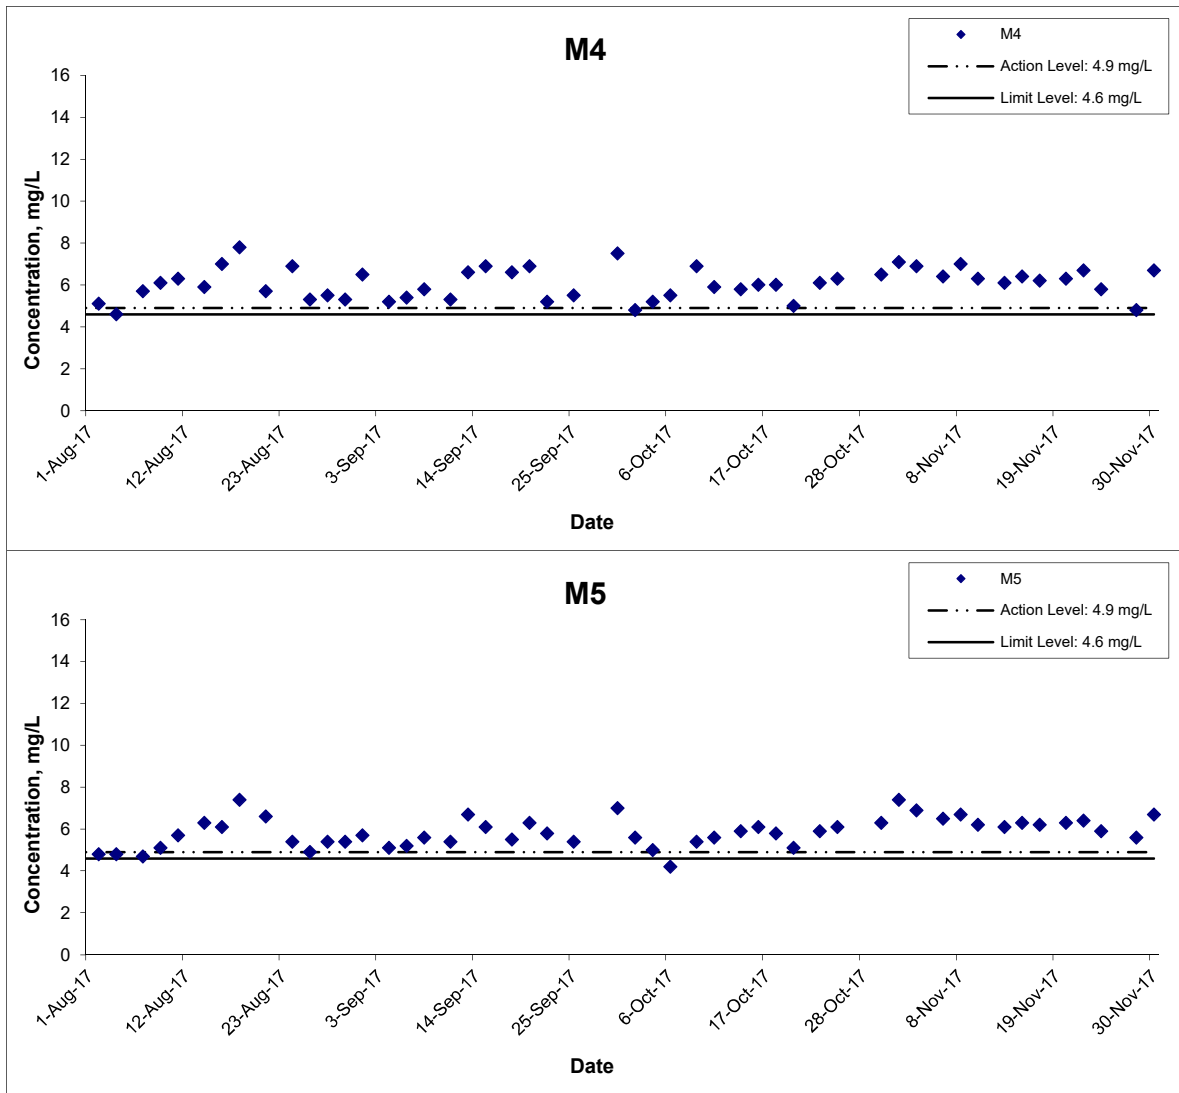 M4
M4
Action Level: 4.9 mg/L
Limit Level: 4.6 mg/L
16
14
12
10
8
6
4
2
0
Concentration, mg/L
1-Aug-17
12-Aug-17
23-Aug-17
3-Sep-17
14-Sep-17
25-Sep-17
6-Oct-17
17-Oct-17
28-Oct-17
8-Nov-17
19-Nov-17
30-Nov-17
Date
M5
M5
Action Level: 4.9 mg/L
Limit Level: 4.6 mg/L
16
14
12
10
8
6
4
2
0
Concentration, mg/L
1-Aug-17
12-Aug-17
23-Aug-17
3-Sep-17
14-Sep-17
25-Sep-17
6-Oct-17
17-Oct-17
28-Oct-17
8-Nov-17
19-Nov-17
30-Nov-17
Date